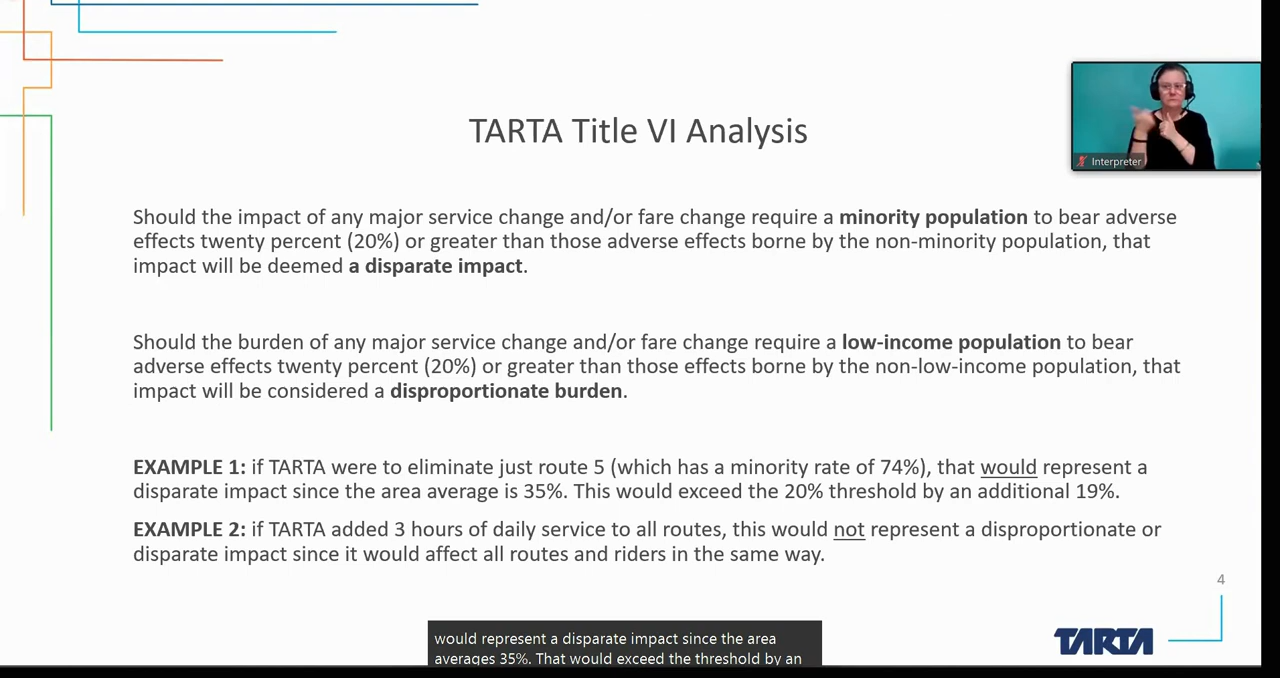 TARTA Title VI Analysis
Interpreter
Should the impact of any major service change and/or fare change require a minority population to bear adverse
effects twenty percent (20%) or greater than those adverse effects borne by the non-minority population, that
impact will be deemed a disparate impact.
Should the burden of any major service change and/or fare change require a low-income population to bear
adverse effects twenty percent (20%) or greater than those effects borne by the non-low-income population, that
impact will be considered a disproportionate burden.
EXAMPLE 1: if TARTA were to eliminate just route 5 (which has a minority rate of 74%), that would represent a
disparate impact since the area average is 35%. This would exceed the 20% threshold by an additional 19%.
EXAMPLE 2: if TARTA added 3 hours of daily service to all routes, this would not represent a disproportionate or
disparate impact since it would affect all routes and riders in the same way.
4
would represent a disparate impact since the area
averages 35%. That would exceed the threshold by an
TARTA